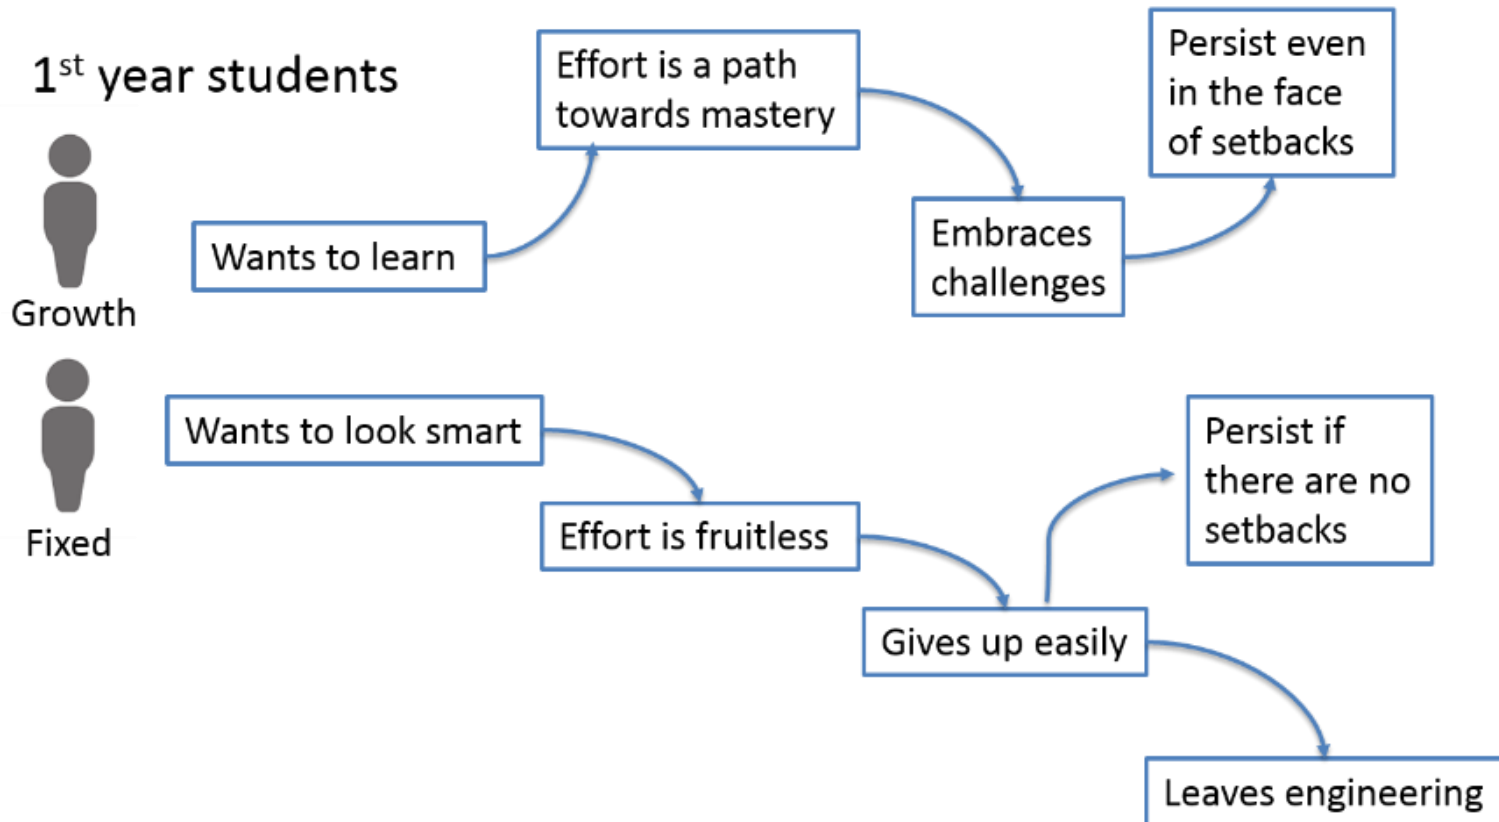 1st year students
Growth
Wants to learn
Effort is a path
towards mastery
Embraces
challenges
Persist even
in the face
of setbacks
Fixed
Wants to look smart
Effort is fruitless
Gives up easily
Persist if
there are no
setbacks
Leaves engineering